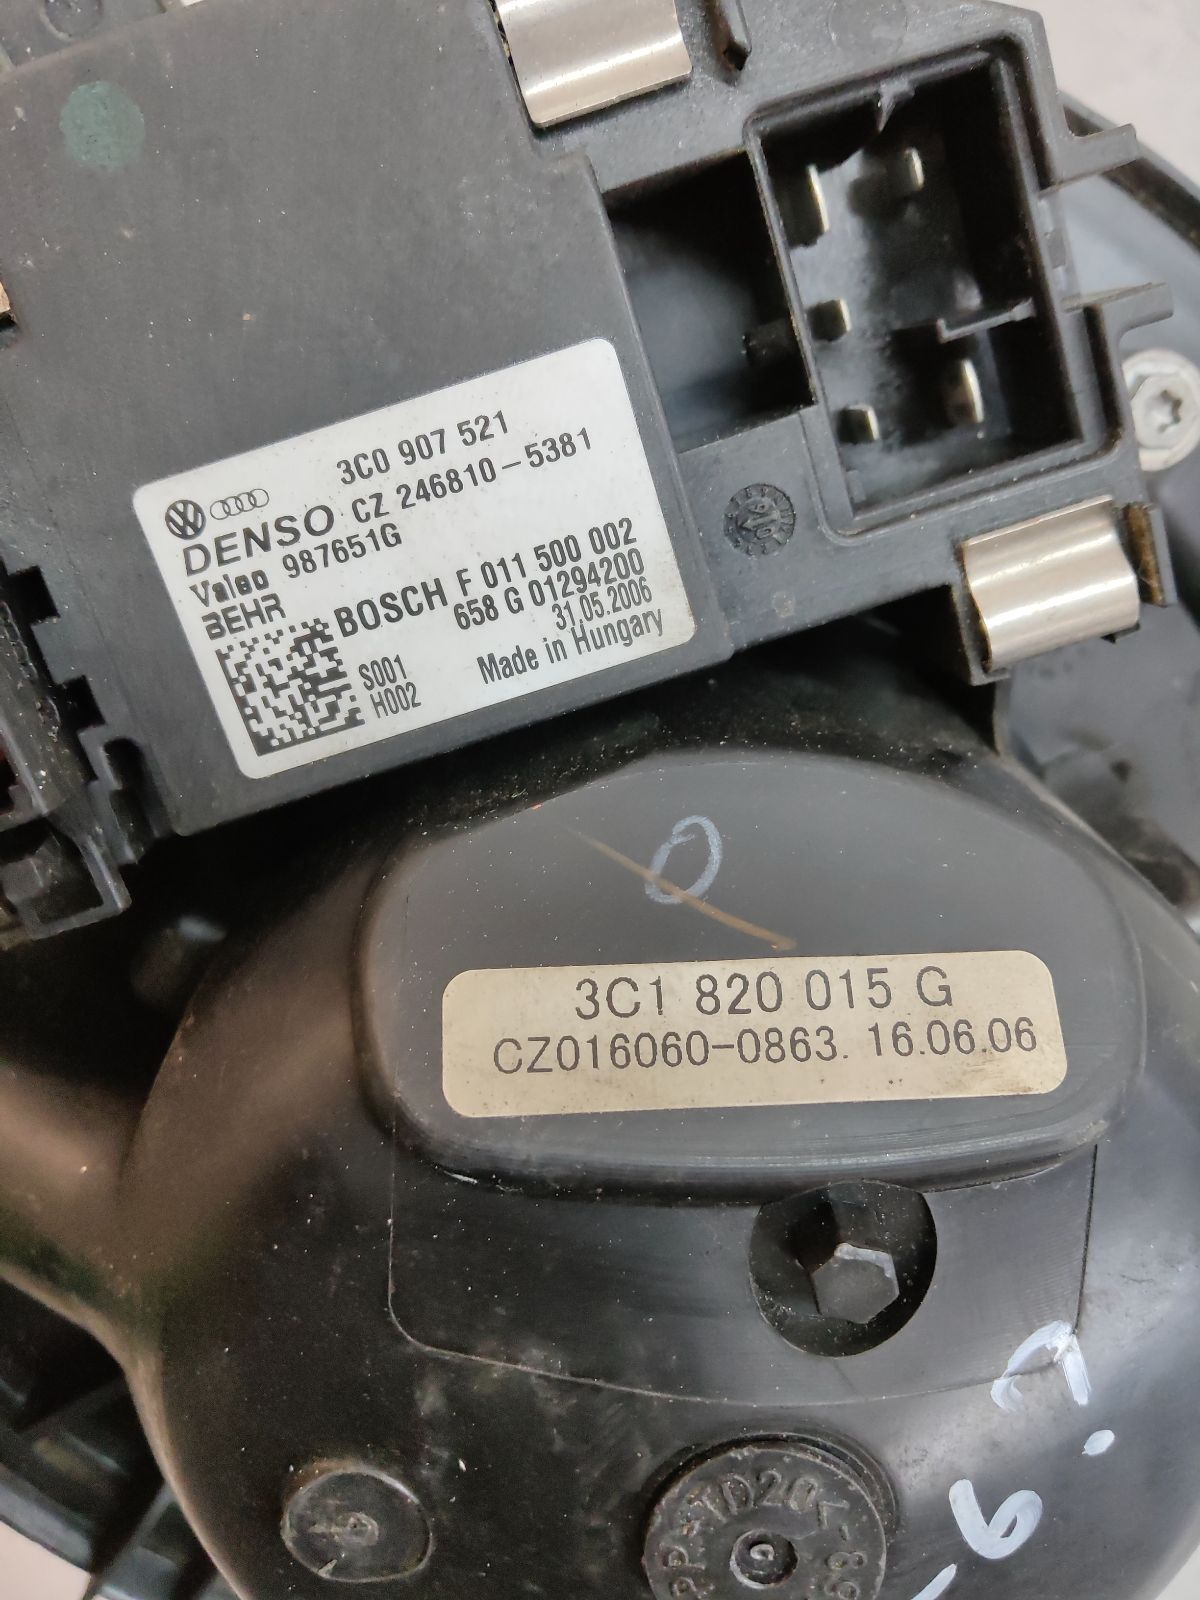 3C0 907 521
DENSO CZ 246810-5381
Valeo 987651G
BEHR BOSCH F 011 500 002
658 G 01294200
31.05.2006
S001 Made in Hungary
H002
0
3C1 820 015 G
CZ016060-0863. 16.06.06